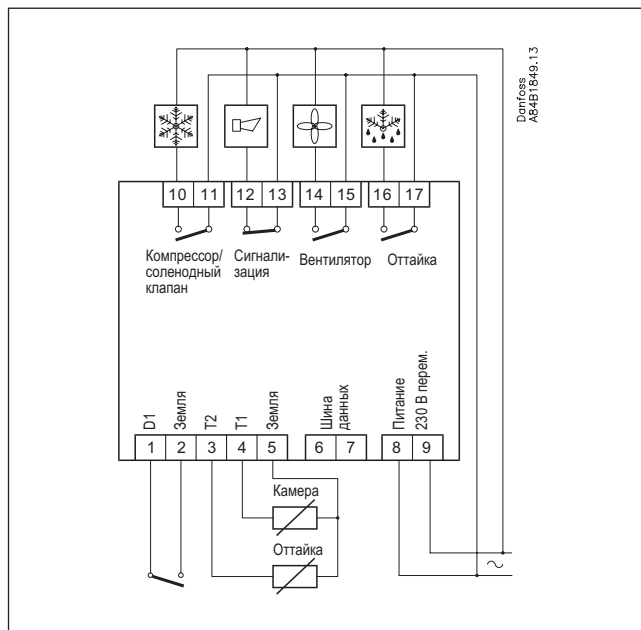 Danfoss
A84B1849.13
10 11 12 13 14 15 16 17
Компрессор/
соленодный
клапан
Сигнали-
зация
Вентилятор
Оттайка
D1
Земля
T2
T1
Земля
Шина
данных
Питание
230 В перем.
1 2 3 4 5 6 7 8 9
Камера
Оттайка
~